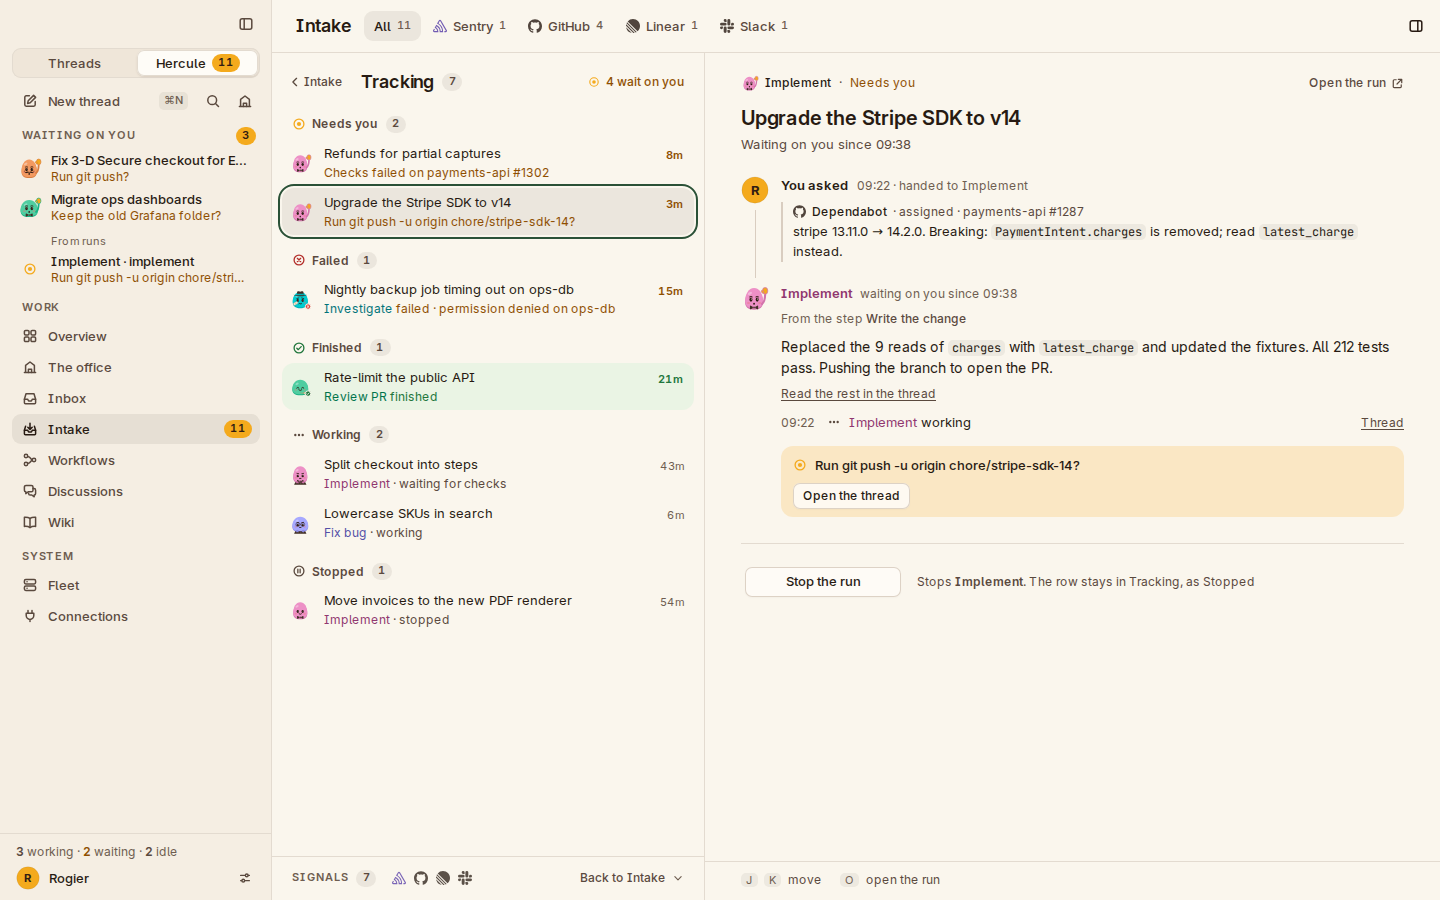 Threads
Hercule 11
New thread
⌘N
WAITING ON YOU
3
Fix 3-D Secure checkout for E...
Run git push?
Migrate ops dashboards
Keep the old Grafana folder?
From runs
Implement · implement
Run git push -u origin chore/stri...
WORK
Overview
The office
Inbox
Intake
11
Workflows
Discussions
Wiki
SYSTEM
Fleet
Connections
3 working · 2 waiting · 2 idle
R
Rogier
Intake
All 11
Sentry 1
GitHub 4
Linear 1
Slack 1
Intake
Tracking 7
4 wait on you
Needs you 2
Refunds for partial captures
8m
Checks failed on payments-api #1302
Upgrade the Stripe SDK to v14
3m
Run git push -u origin chore/stripe-sdk-14?
Failed 1
Nightly backup job timing out on ops-db
15m
Investigate failed · permission denied on ops-db
Finished 1
Rate-limit the public API
21m
Review PR finished
Working 2
Split checkout into steps
43m
Implement · waiting for checks
Lowercase SKUs in search
6m
Fix bug · working
Stopped 1
Move invoices to the new PDF renderer
54m
Implement · stopped
SIGNALS 7
Back to Intake
Implement · Needs you
Open the run
Upgrade the Stripe SDK to v14
Waiting on you since 09:38
R
You asked 09:22 · handed to Implement
Dependabot · assigned · payments-api #1287
stripe 13.11.0 → 14.2.0. Breaking: PaymentIntent.charges is removed; read latest_charge
instead.
Implement waiting on you since 09:38
From the step Write the change
Replaced the 9 reads of charges with latest_charge and updated the fixtures. All 212 tests
pass. Pushing the branch to open the PR.
Read the rest in the thread
09:22 ··· Implement working
Thread
Run git push -u origin chore/stripe-sdk-14?
Open the thread
Stop the run
Stops Implement. The row stays in Tracking, as Stopped
J K move
O open the run